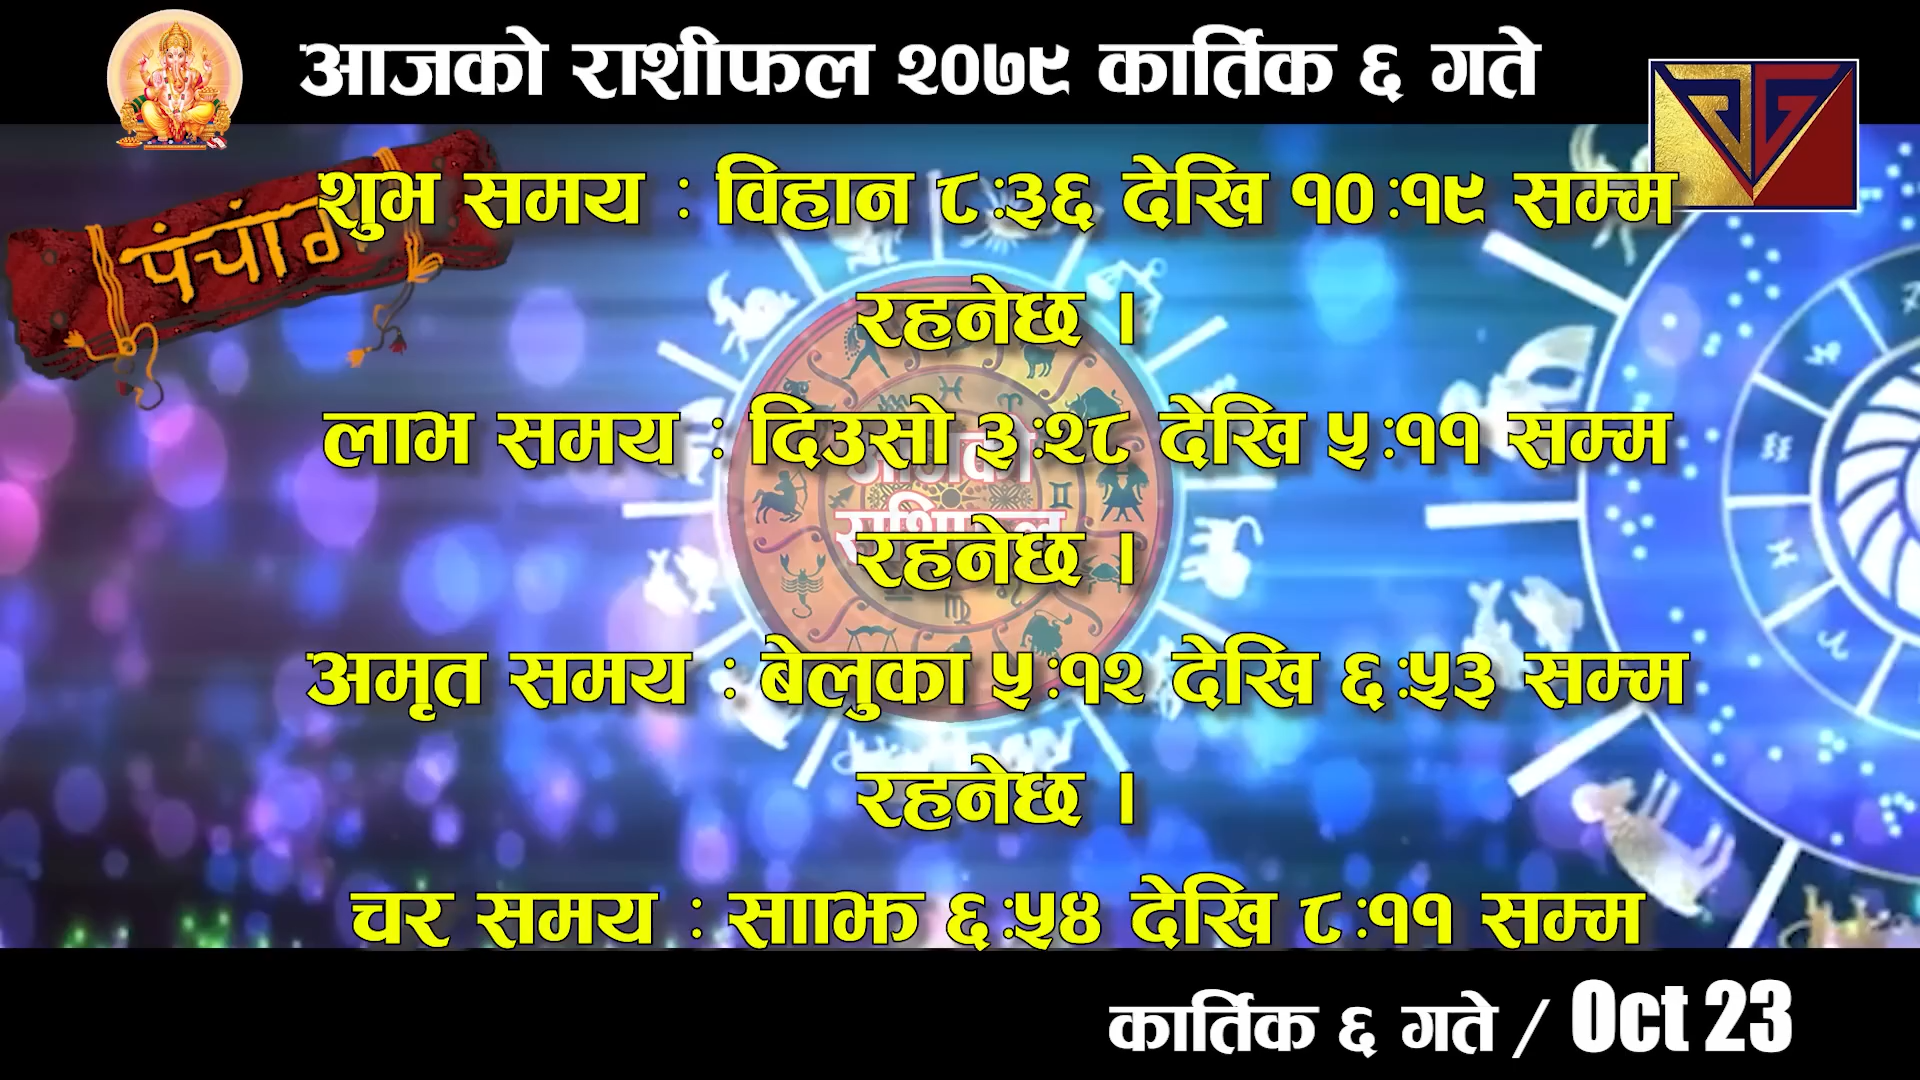 आजको राशीफल २०७९ कार्तिक ६ गते
पंचांग
शुभ समय : विहान ८:३६ देखि १०:१९ सम्म
रहनेछ ।
लाभ समय : दिउसो ३:२८ देखि ५:११ सम्म
आजको
राशिफल
रहनेछ ।
अमृत समय : बेलुका ५:१२ देखि ६:५३ सम्म
रहनेछ ।
चर समय : सााझ ६:५४ देखि ८:११ सम्म
कार्तिक ६ गते / Oct 23